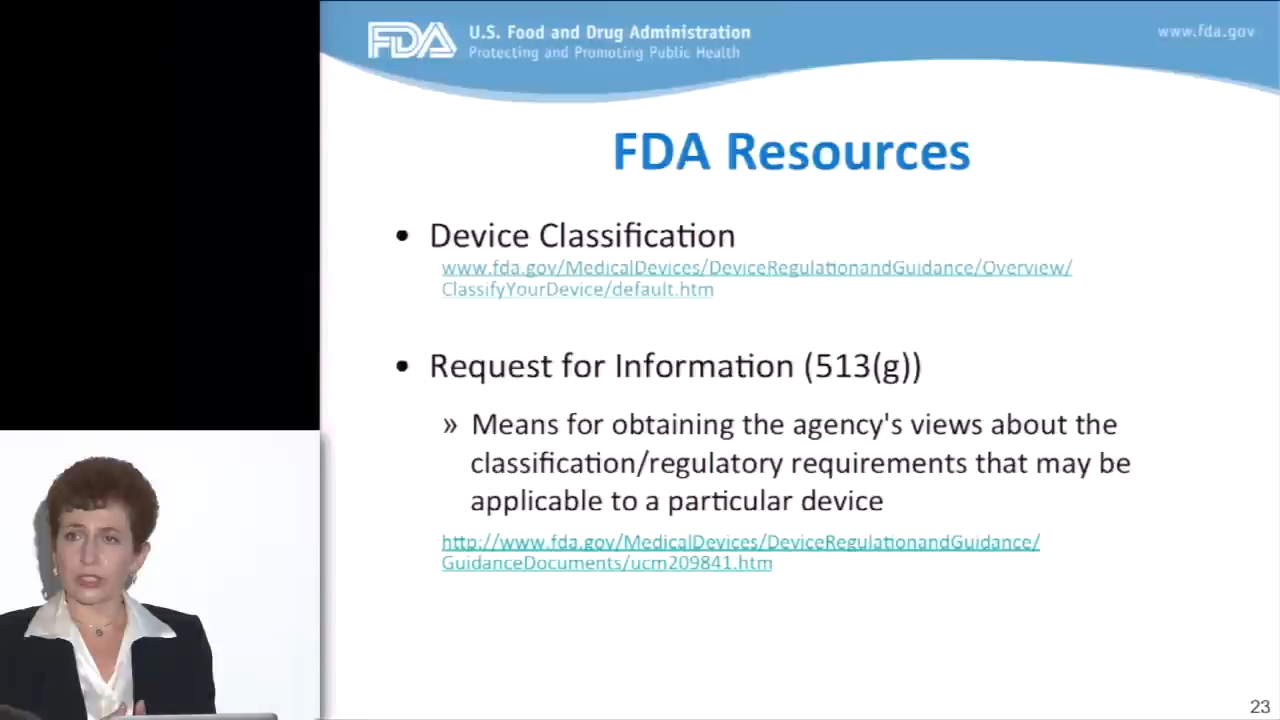 FDA
U.S. Food and Drug Administration
Protecting and Promoting Public Health
www.fda.gov
FDA Resources
• Device Classification
www.fda.gov/MedicalDevices/DeviceRegulationandGuidance/Overview/
ClassifyYourDevice/default.htm
• Request for Information (513(g))
» Means for obtaining the agency's views about the
classification/regulatory requirements that may be
applicable to a particular device
http://www.fda.gov/MedicalDevices/DeviceRegulationandGuidance/
GuidanceDocuments/ucm209841.htm
23